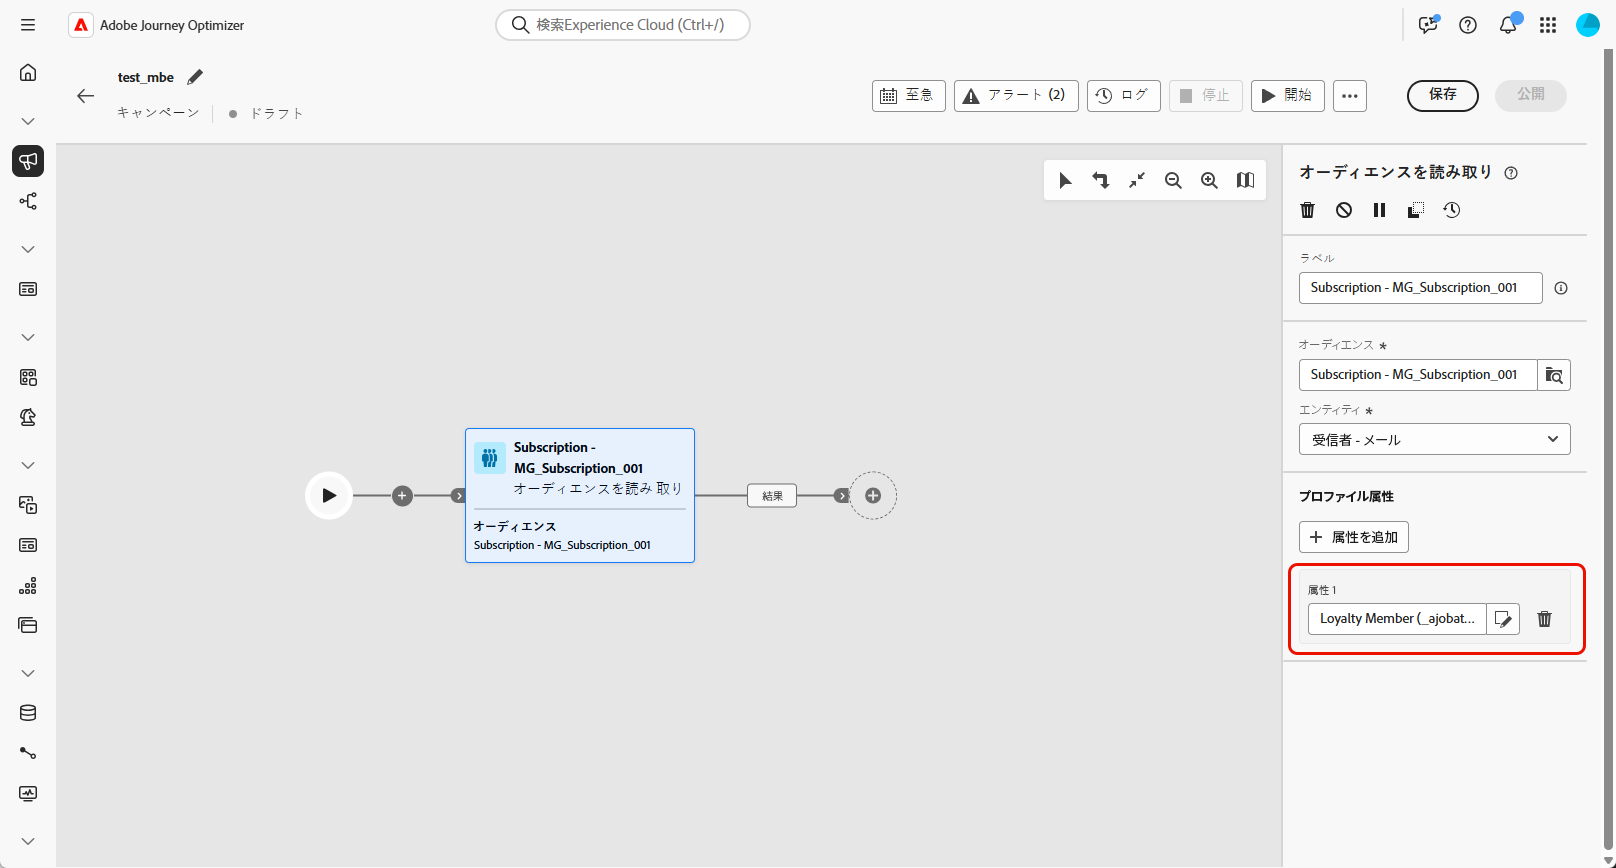 Adobe Journey Optimizer
検索Experience Cloud (Ctrl+/)
test_mbe
キャンペーン
ドラフト
至急
アラート (2)
ログ
停止
開始
保存
公開
Subscription -
MG_Subscription_001
オーディエンスを読み 取り
オーディエンス
Subscription - MG_Subscription_001
結果
オーディエンスを読み取り
ラベル
Subscription - MG_Subscription_001
オーディエンス *
Subscription - MG_Subscription_001
エンティティ *
受信者 - メール
プロファイル属性
属性を追加
属性 1
Loyalty Member (_ajobat...